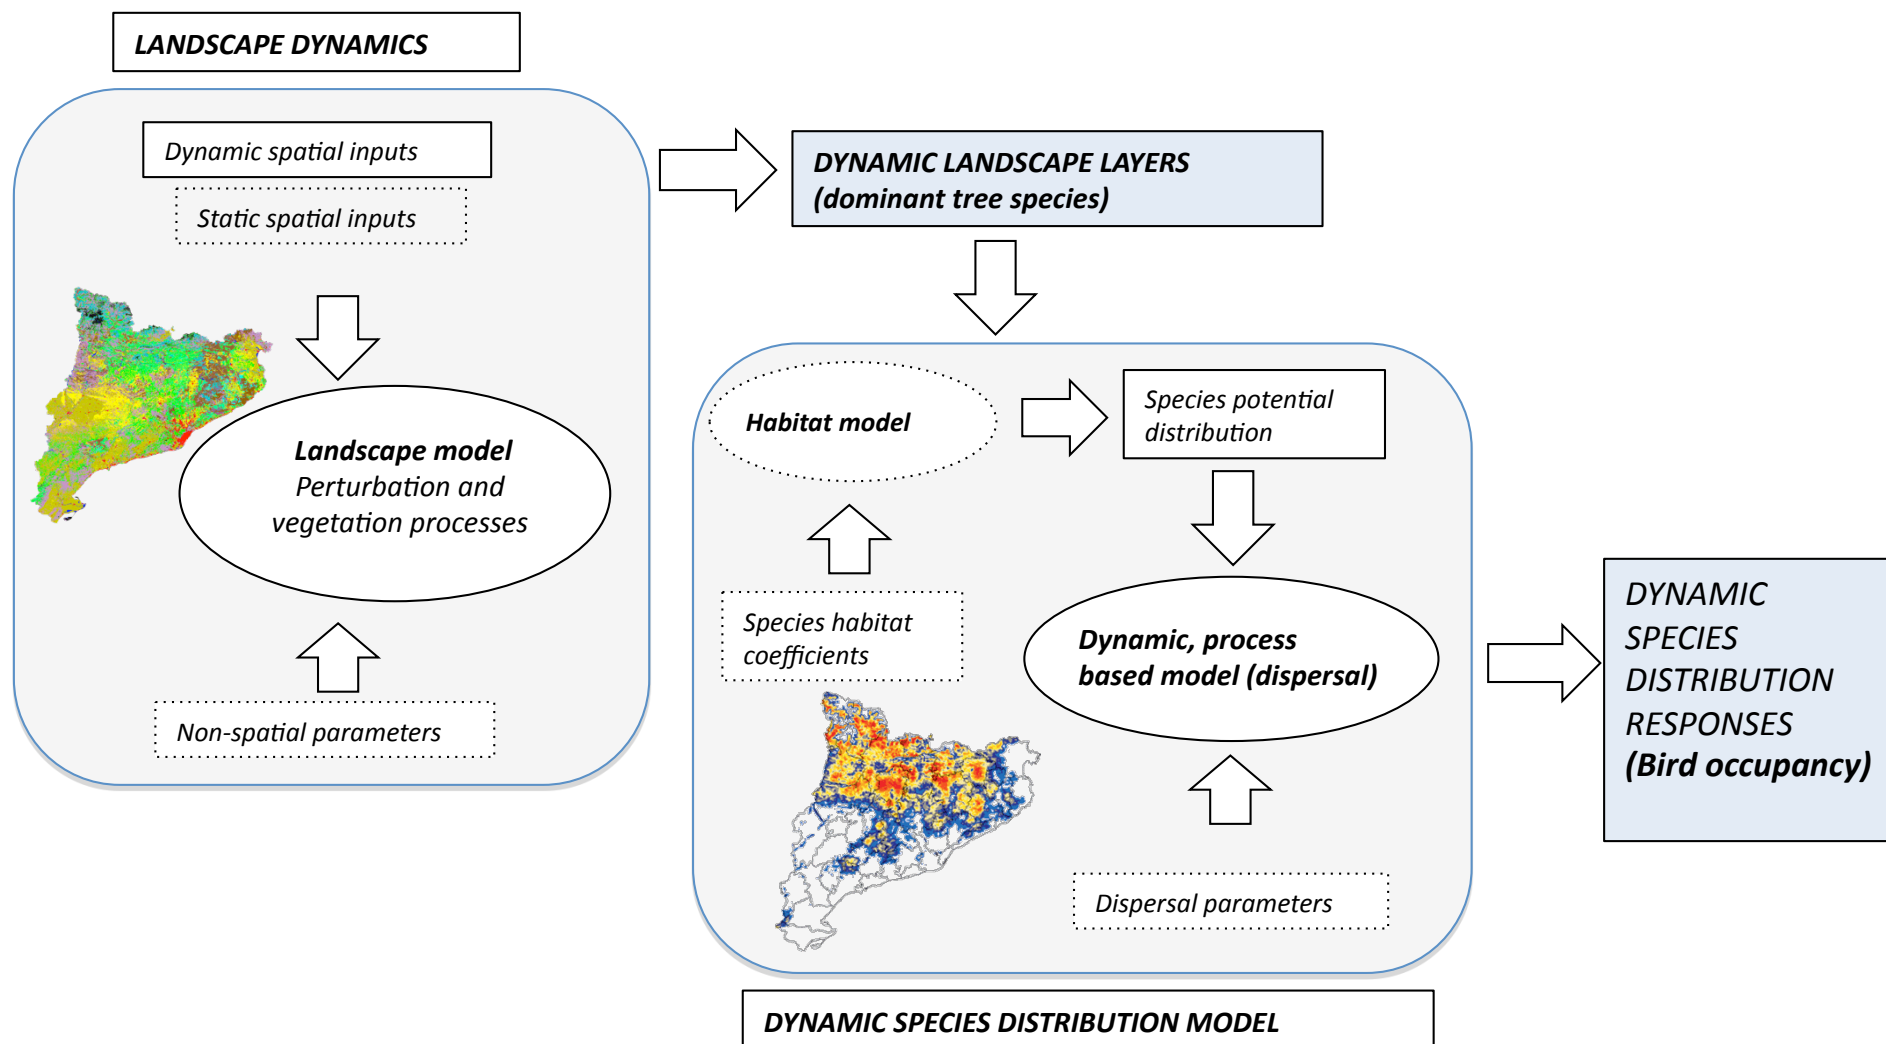 LANDSCAPE DYNAMICS
Dynamic spatial inputs
Static spatial inputs
Landscape model
Perturbation and
vegetation processes
Non-spatial parameters
DYNAMIC LANDSCAPE LAYERS
(dominant tree species)
Habitat model
Species potential
distribution
Species habitat
coefficients
Dynamic, process
based model (dispersal)
Dispersal parameters
DYNAMIC SPECIES DISTRIBUTION MODEL
DYNAMIC
SPECIES
DISTRIBUTION
RESPONSES
(Bird occupancy)